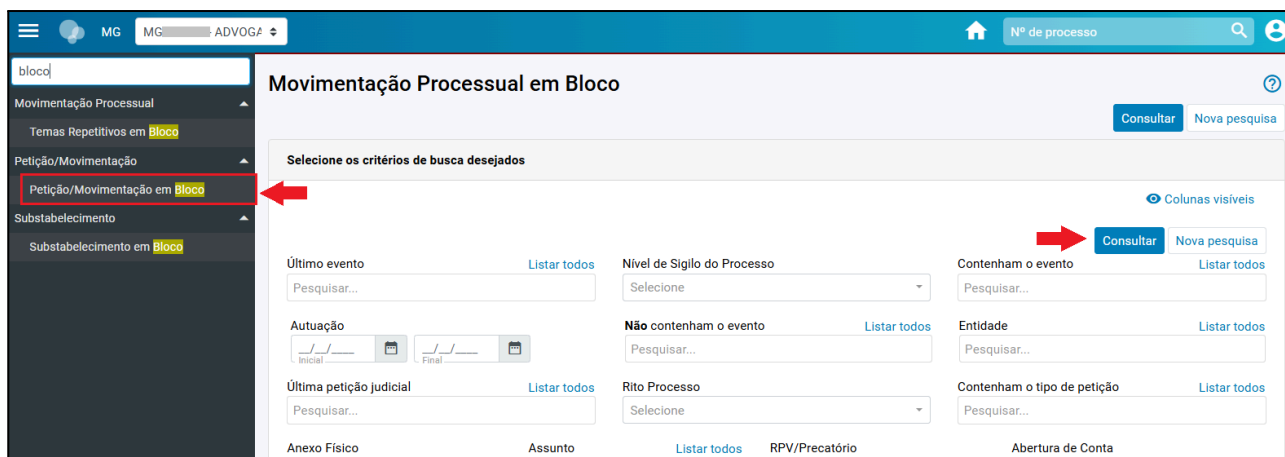 MG MG - ADVOGA Nº de processo
bloco
Movimentação Processual
Temas Repetitivos em Bloco
Petição/Movimentação
Petição/Movimentação em Bloco
Substabelecimento
Substabelecimento em Bloco
Movimentação Processual em Bloco
Consultar Nova pesquisa
Selecione os critérios de busca desejados
Colunas visíveis
Consultar Nova pesquisa
Último evento Listar todos Nível de Sigilo do Processo Contenham o evento Listar todos
Pesquisar... Selecione Pesquisar...
Autuação Não contenham o evento Listar todos Entidade Listar todos
__/__/____ __/__/____ Pesquisar... Pesquisar...
Inicial Final
Última petição judicial Listar todos Rito Processo Contenham o tipo de petição Listar todos
Pesquisar... Selecione Pesquisar...
Anexo Físico Assunto Listar todos RPV/Precatório Abertura de Conta